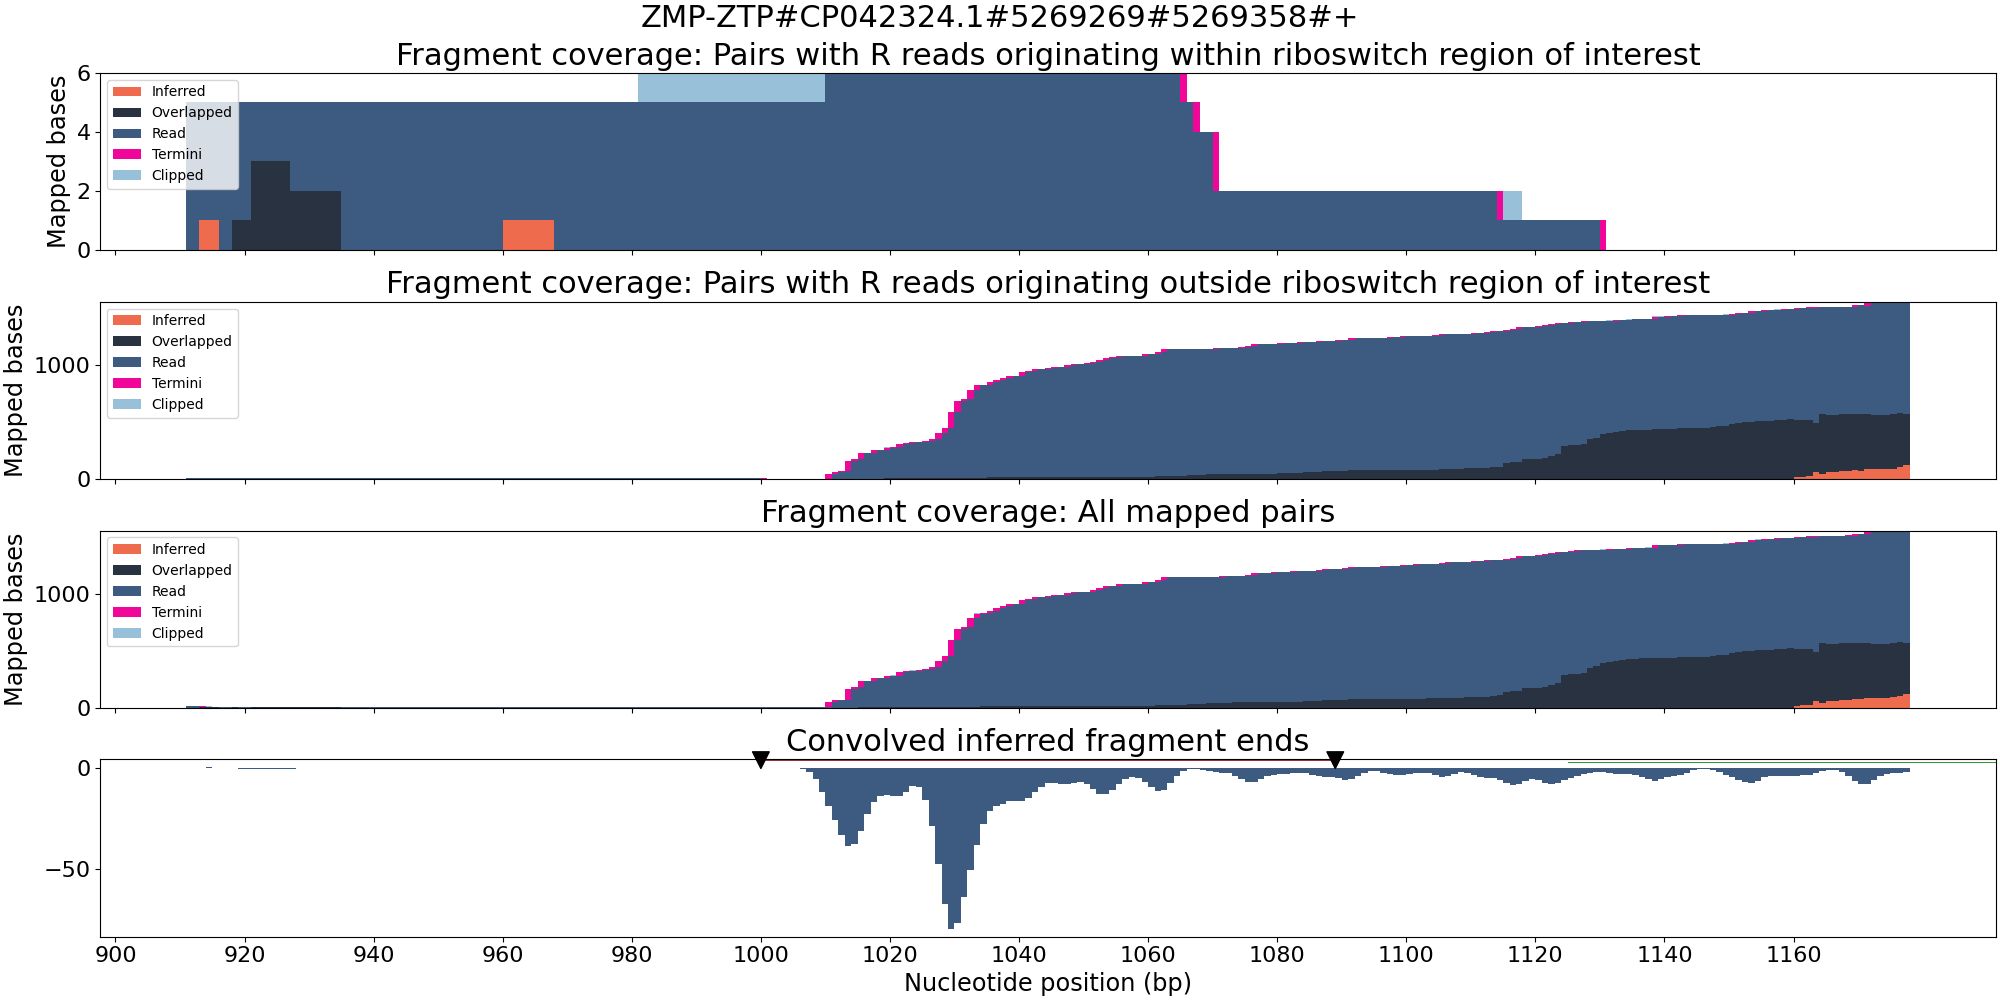 ZMP-ZTP#CP042324.1#5269269#5269358#+
Fragment coverage: Pairs with R reads originating within riboswitch region of interest
Mapped bases
6
4
2
0
Inferred
Overlapped
Read
Termini
Clipped
Fragment coverage: Pairs with R reads originating outside riboswitch region of interest
Mapped bases
1000
0
Inferred
Overlapped
Read
Termini
Clipped
Fragment coverage: All mapped pairs
Mapped bases
1000
0
Inferred
Overlapped
Read
Termini
Clipped
Convolved inferred fragment ends
0
−50
900 920 940 960 980 1000 1020 1040 1060 1080 1100 1120 1140 1160
Nucleotide position (bp)